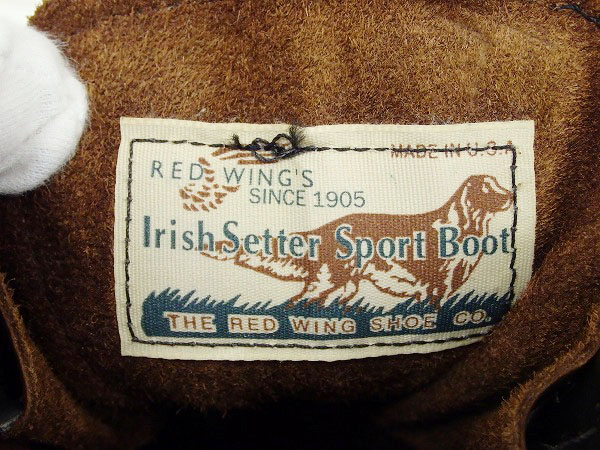 MADE IN U.S.A.
RED WING'S
SINCE 1905
Irish Setter Sport Boot
THE RED WING SHOE CO.